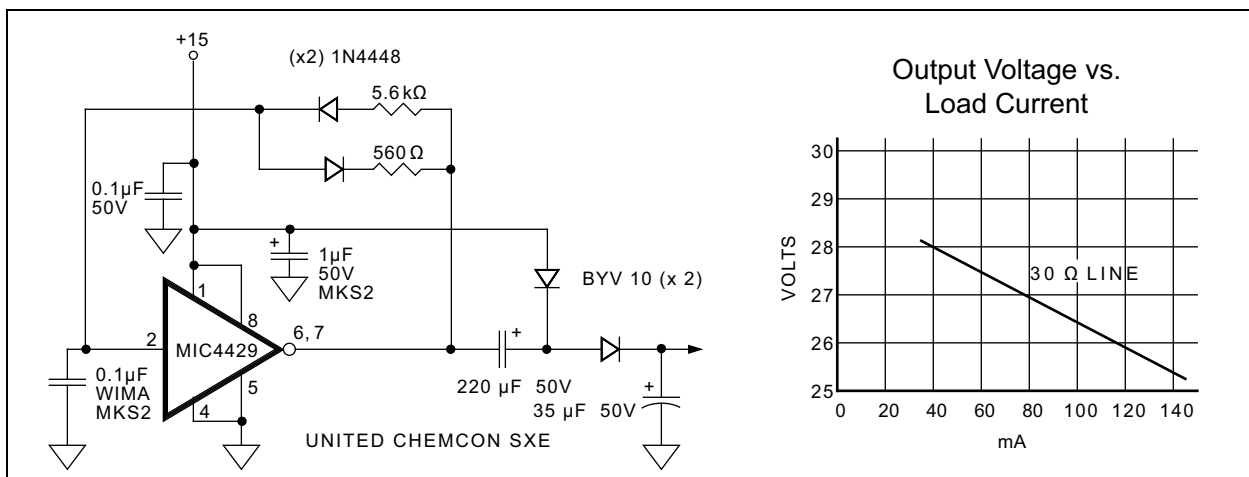 +15
(x2) 1N4448
5.6kΩ
560Ω
0.1µF
50V
+
1µF
50V
MKS2
BYV 10 (x 2)
1
8
6, 7
2
MIC4429
5
4
0.1µF
WIMA
MKS2
+
220 µF 50V
+
35 µF 50V
UNITED CHEMCON SXE
Output Voltage vs.
Load Current
VOLTS
30
29
28
27
26
25
30 Ω LINE
0 20 40 60 80 100 120 140
mA